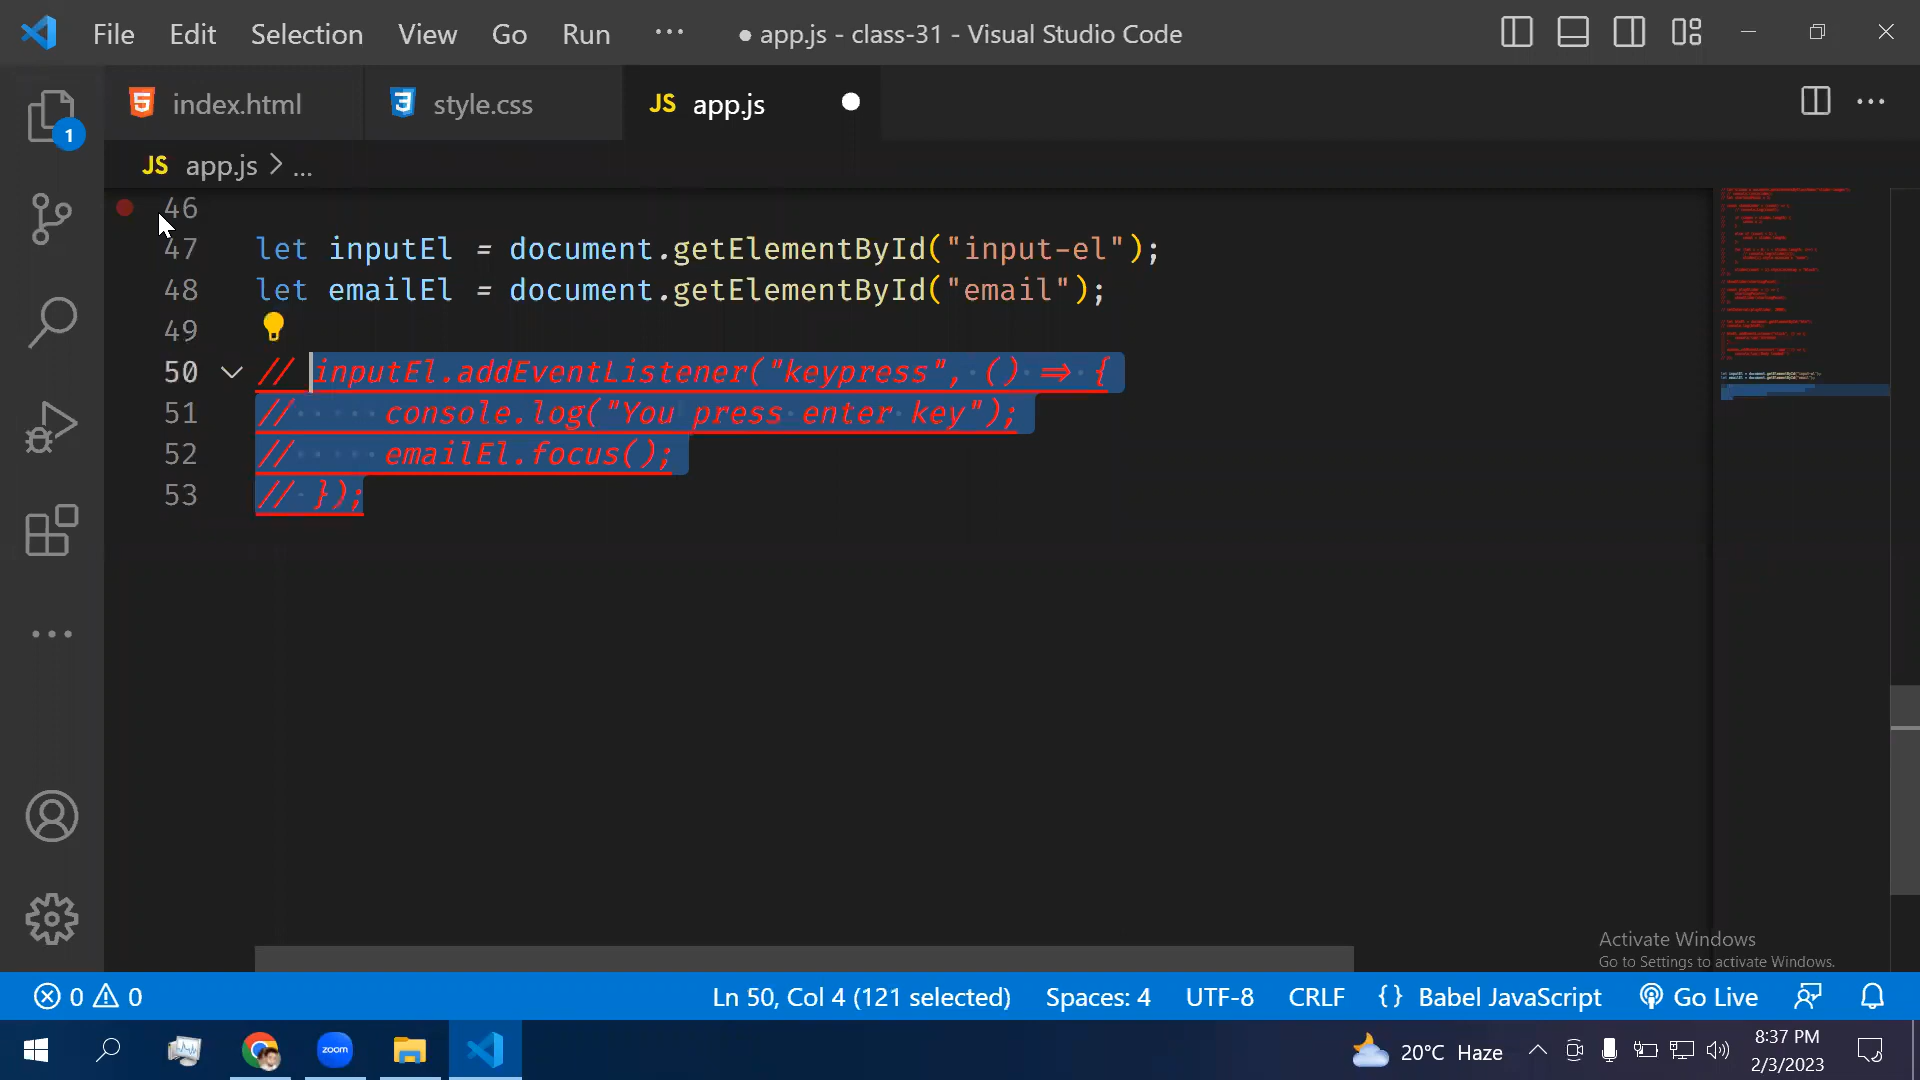 File Edit Selection View Go Run ··· ● app.js - class-31 - Visual Studio Code
index.html style.css JS app.js
JS app.js > ...
46
47 let inputEl = document.getElementById("input-el");
48 let emailEl = document.getElementById("email");
49
50 // inputEl.addEventListener("keypress", () => {
51 //     console.log("You press enter key");
52 //     emailEl.focus();
53 // });
1
Activate Windows
Go to Settings to activate Windows.
0 0 Ln 50, Col 4 (121 selected) Spaces: 4 UTF-8 CRLF {} Babel JavaScript Go Live
zoom 20°C Haze 8:37 PM
2/3/2023